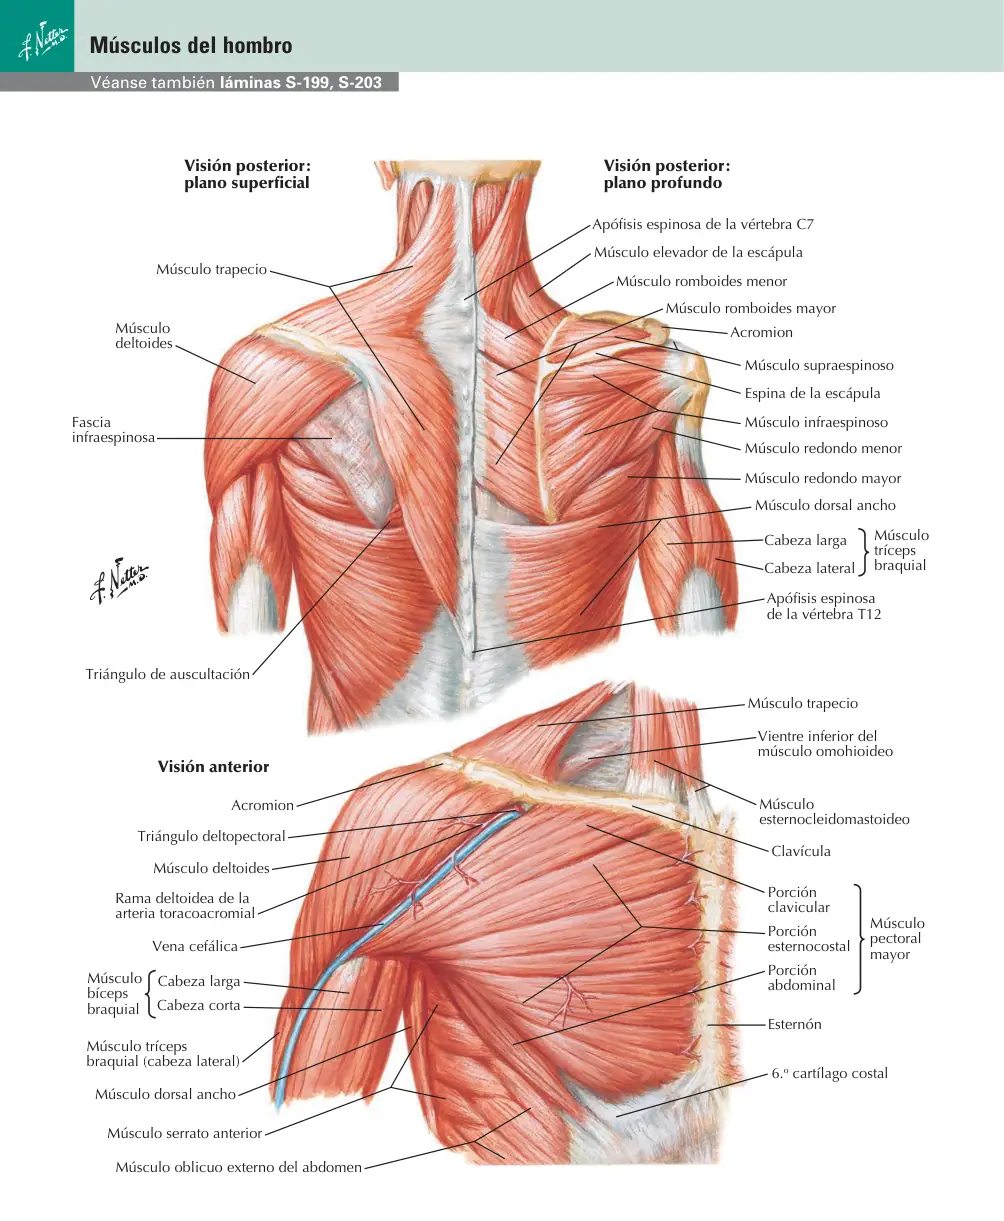 F. Netter M.D.
Músculos del hombro
Véanse también láminas S-199, S-203
Visión posterior:
plano superficial
Visión posterior:
plano profundo
Apófisis espinosa de la vértebra C7
Músculo elevador de la escápula
Músculo trapecio
Músculo romboides menor
Músculo romboides mayor
Músculo
deltoides
Acromion
Músculo supraespinoso
Espina de la escápula
Fascia
infraespinosa
Músculo infraespinoso
Músculo redondo menor
Músculo redondo mayor
Músculo dorsal ancho
Cabeza larga
Cabeza lateral
Músculo
tríceps
braquial
F. Netter M.D.
Apófisis espinosa
de la vértebra T12
Triángulo de auscultación
Músculo trapecio
Vientre inferior del
músculo omohioideo
Visión anterior
Acromion
Músculo
esternocleidomastoideo
Triángulo deltopectoral
Clavícula
Músculo deltoides
Rama deltoidea de la
arteria toracoacromial
Porción
clavicular
Porción
esternocostal
Porción
abdominal
Músculo
pectoral
mayor
Vena cefálica
Músculo
bíceps
braquial
Cabeza larga
Cabeza corta
Esternón
Músculo tríceps
braquial (cabeza lateral)
6.º cartílago costal
Músculo dorsal ancho
Músculo serrato anterior
Músculo oblicuo externo del abdomen